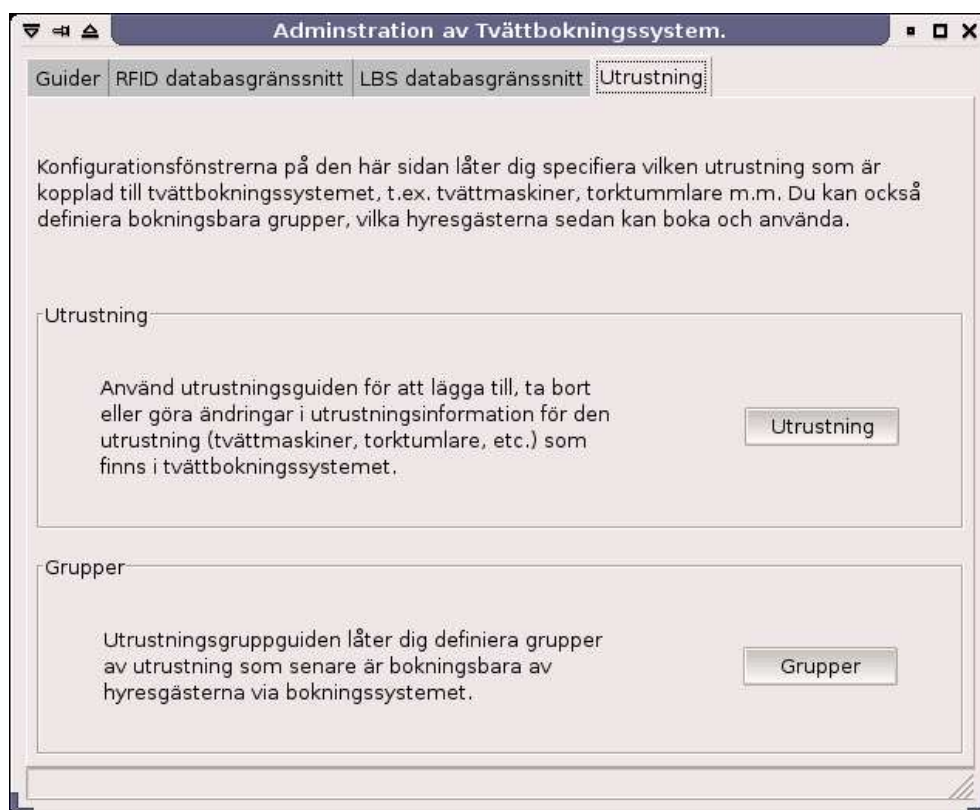 Adminstration av Tvättbokningssystem.
Guider RFID databasgränssnitt LBS databasgränssnitt Utrustning
Konfigurationsfönstrerna på den här sidan låter dig specifiera vilken utrustning som är
kopplad till tvättbokningssystemet, t.ex. tvättmaskiner, torktummlare m.m. Du kan också
definiera bokningsbara grupper, vilka hyresgästerna sedan kan boka och använda.
Utrustning
Använd utrustningsguiden för att lägga till, ta bort
eller göra ändringar i utrustningsinformation för den
utrustning (tvättmaskiner, torktumlare, etc.) som
finns i tvättbokningssystemet.
Utrustning
Grupper
Utrustningsgruppguiden låter dig definiera grupper
av utrustning som senare är bokningsbara av
hyresgästerna via bokningssystemet.
Grupper